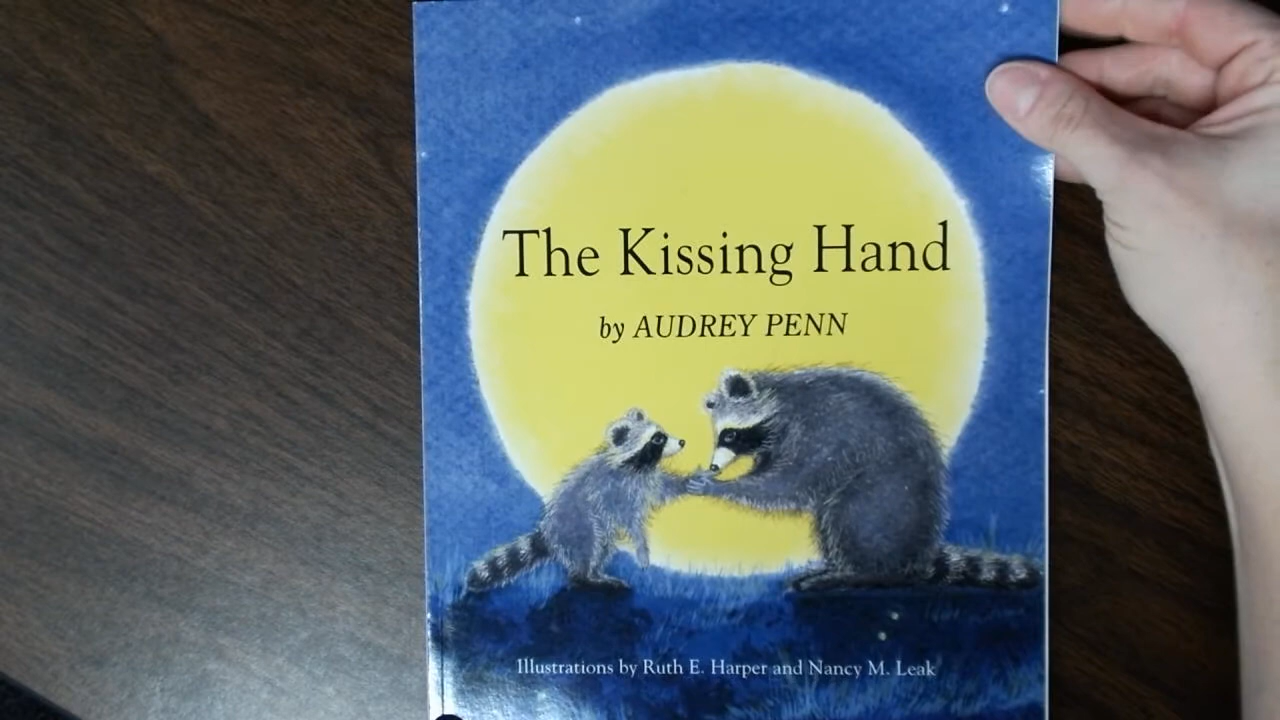 The Kissing Hand
by AUDREY PENN
Illustrations by Ruth E. Harper and Nancy M. Leak